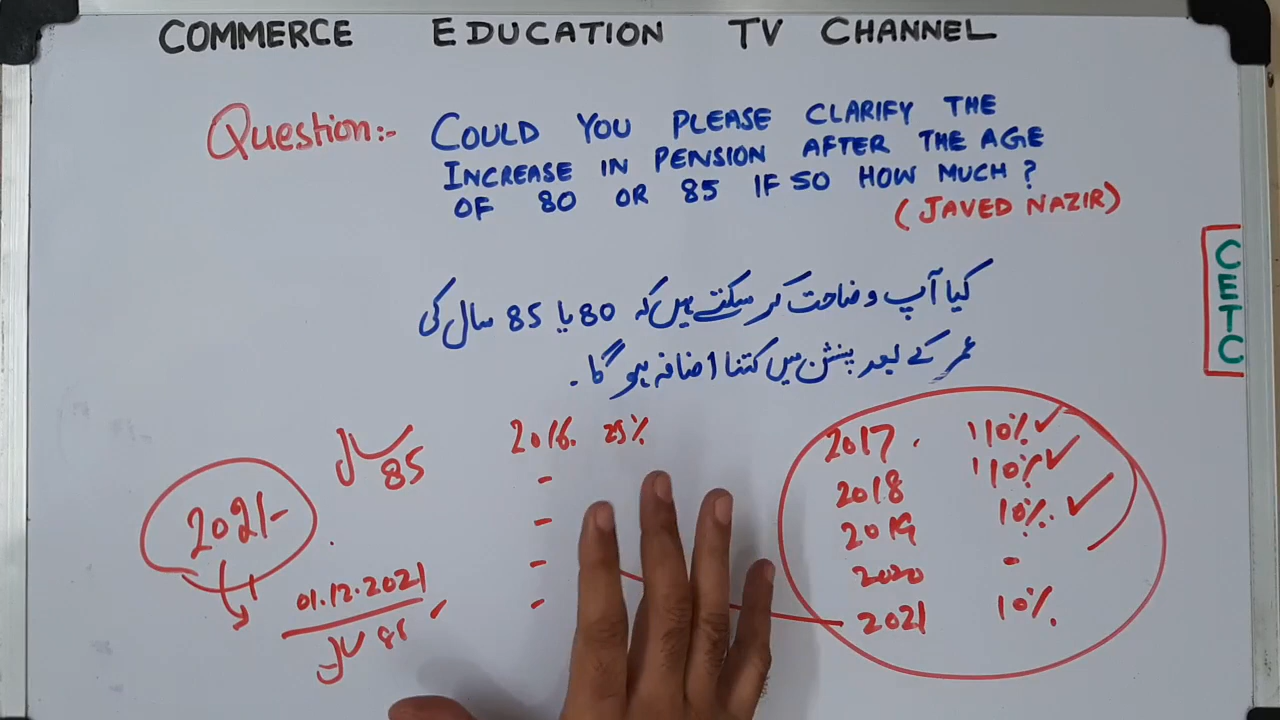 COMMERCE EDUCATION TV CHANNEL
Question:- COULD YOU PLEASE CLARIFY THE
INCREASE IN PENSION AFTER THE AGE
OF 80 OR 85 IF SO HOW MUCH?
(JAVED NAZIR)
CETC
کیا آپ وضاحت کر سکتے ہیں کہ 80 یا 85 سال کی
عمر کے بعد پنشن میں کتنا اضافہ ہو گا۔
85 سال
2021-
01.12.2021
سال
2016. 25%
-
-
-
-
2017. 10% ✓
2018 10% ✓
2019 10%. ✓
2020 -
2021 10%.